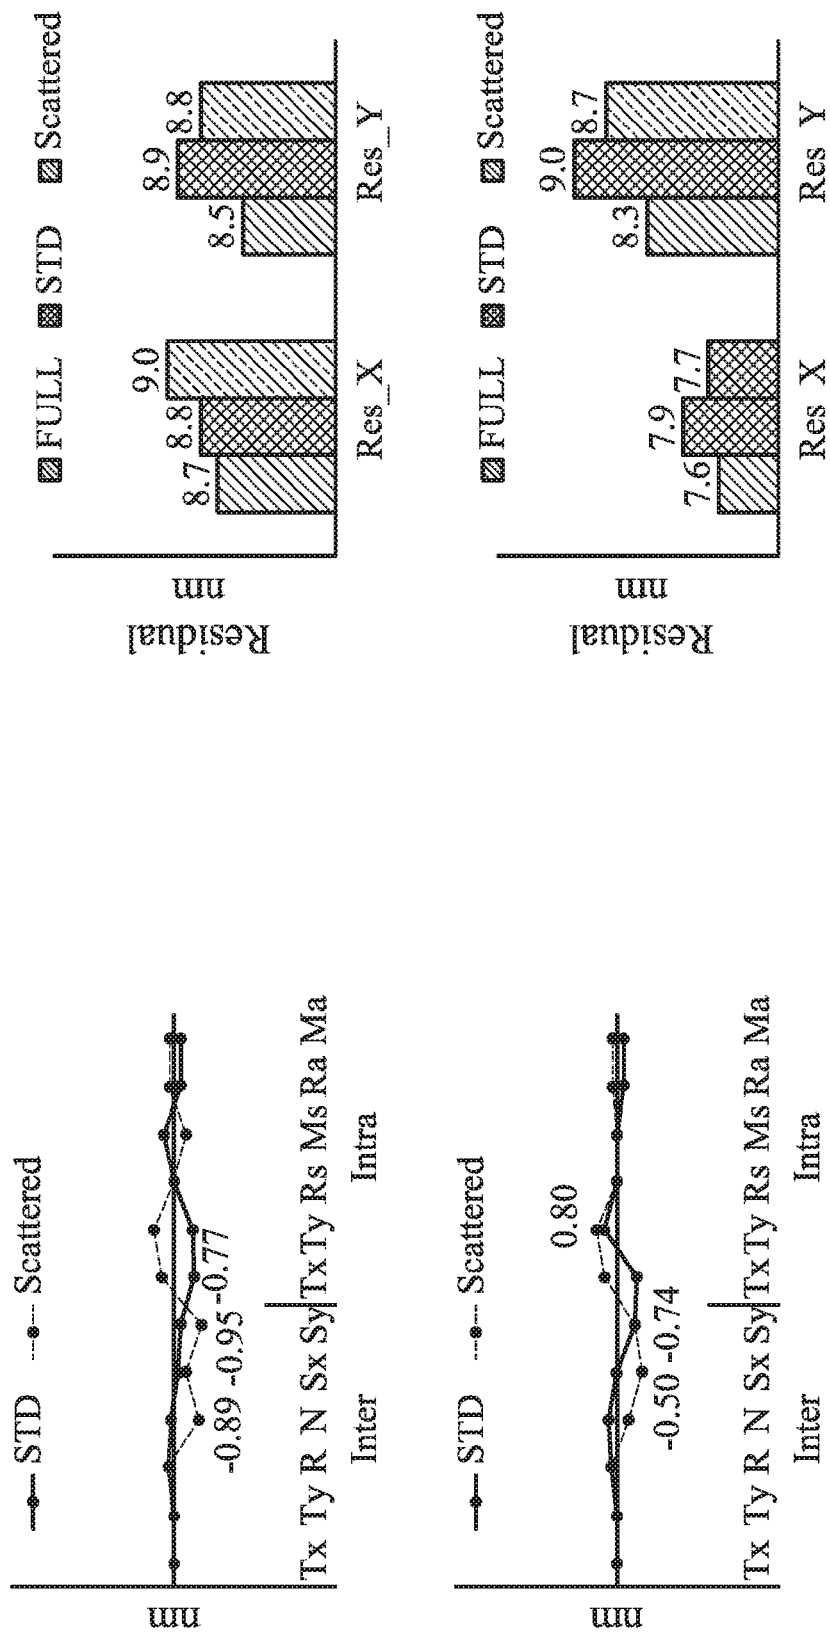 STD Scattered
nm
-0.89 -0.95 -0.77
Tx Ty R N Sx Sy Tx Ty Rs Ms Ra Ma
Inter Intra
FULL STD Scattered
Residual
nm
8.7 8.8 9.0 8.5 8.9 8.8
Res_X Res_Y
STD Scattered
nm
0.80
-0.50 -0.74
Tx Ty R N Sx Sy Tx Ty Rs Ms Ra Ma
Inter Intra
FULL STD Scattered
Residual
nm
7.6 7.9 7.7 8.3 9.0 8.7
Res_X Res_Y